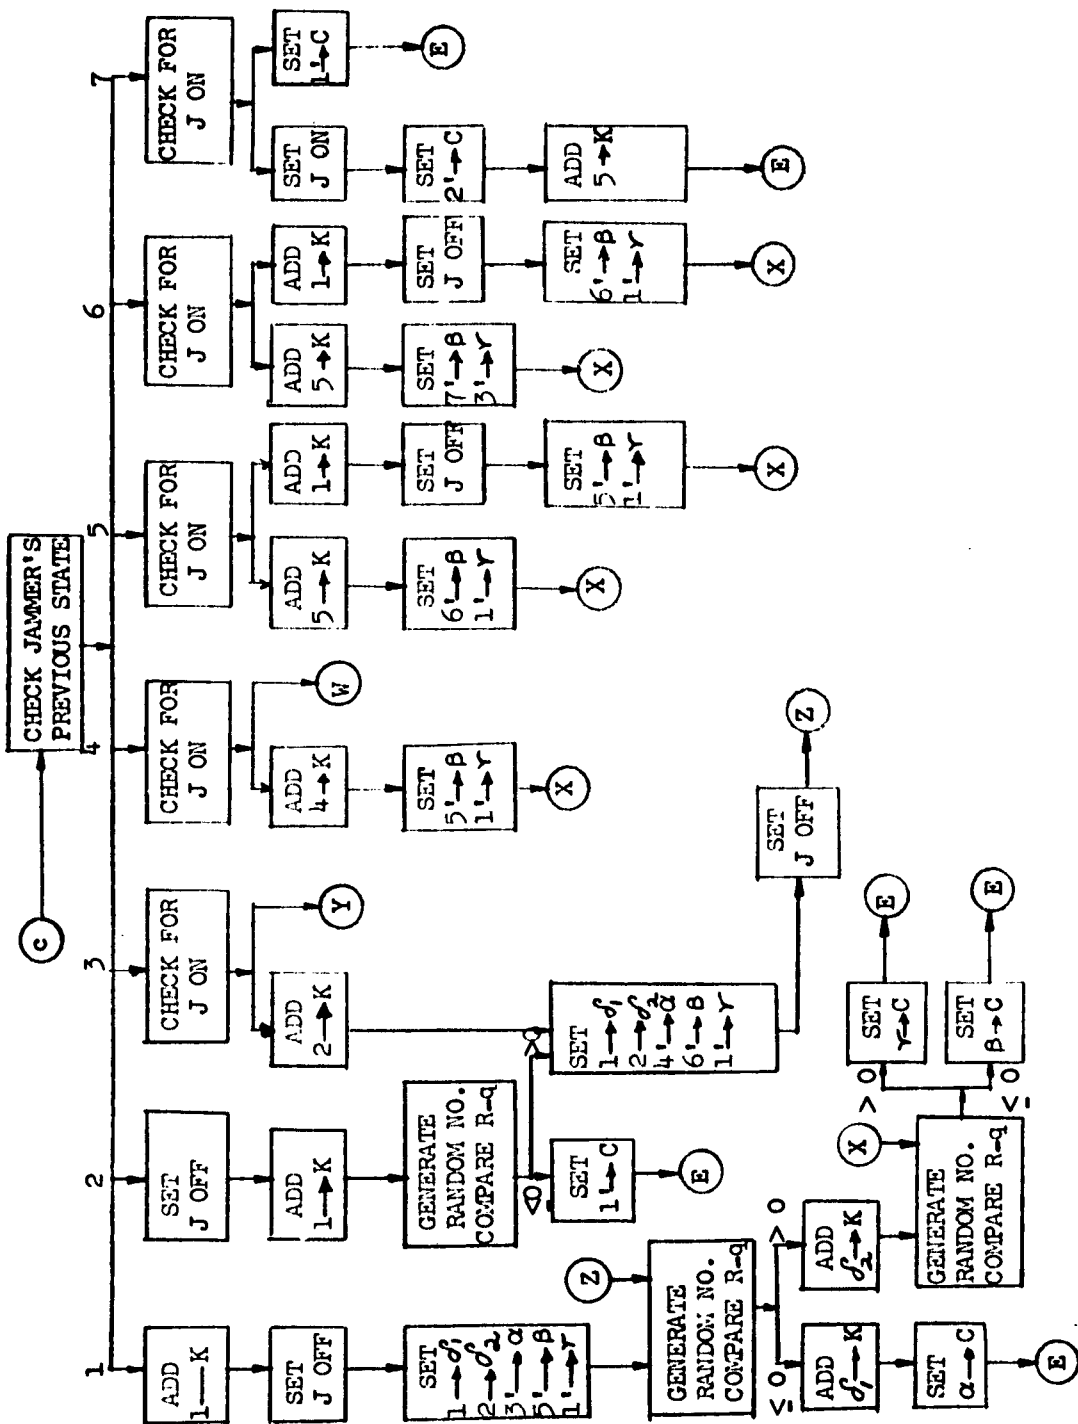 c
CHECK JAMMER'S
PREVIOUS STATE
1
2
3
4
5
6
7
ADD
1→K
SET
J OFF
SET
1→δ1
2→δ2
3'→α
5'→β
1'→γ
Z
GENERATE
RANDOM NO.
COMPARE R-q
≤ 0
> 0
ADD
δ1→K
SET
α→C
E
ADD
δ2→K
X
GENERATE
RANDOM NO.
COMPARE R-q
> 0
≤ 0
SET
γ→C
E
SET
β→C
E
SET
J OFF
ADD
1→K
GENERATE
RANDOM NO.
COMPARE R-q
≤0
>0
SET
1'→C
E
CHECK FOR
J ON
ADD
2→K
Y
SET
1→δ1
2→δ2
4'→α
6'→β
1'→γ
SET
J OFF
Z
CHECK FOR
J ON
ADD
4→K
W
SET
5'→β
1'→γ
X
CHECK FOR
J ON
ADD
5→K
SET
6'→β
1'→γ
X
ADD
1→K
SET
J OFF
SET
5'→β
1'→γ
X
CHECK FOR
J ON
ADD
5→K
SET
7'→β
3'→γ
X
ADD
1→K
SET
J OFF
SET
6'→β
1'→γ
X
CHECK FOR
J ON
SET
J ON
SET
2'→C
ADD
5→K
E
SET
1'→C
E